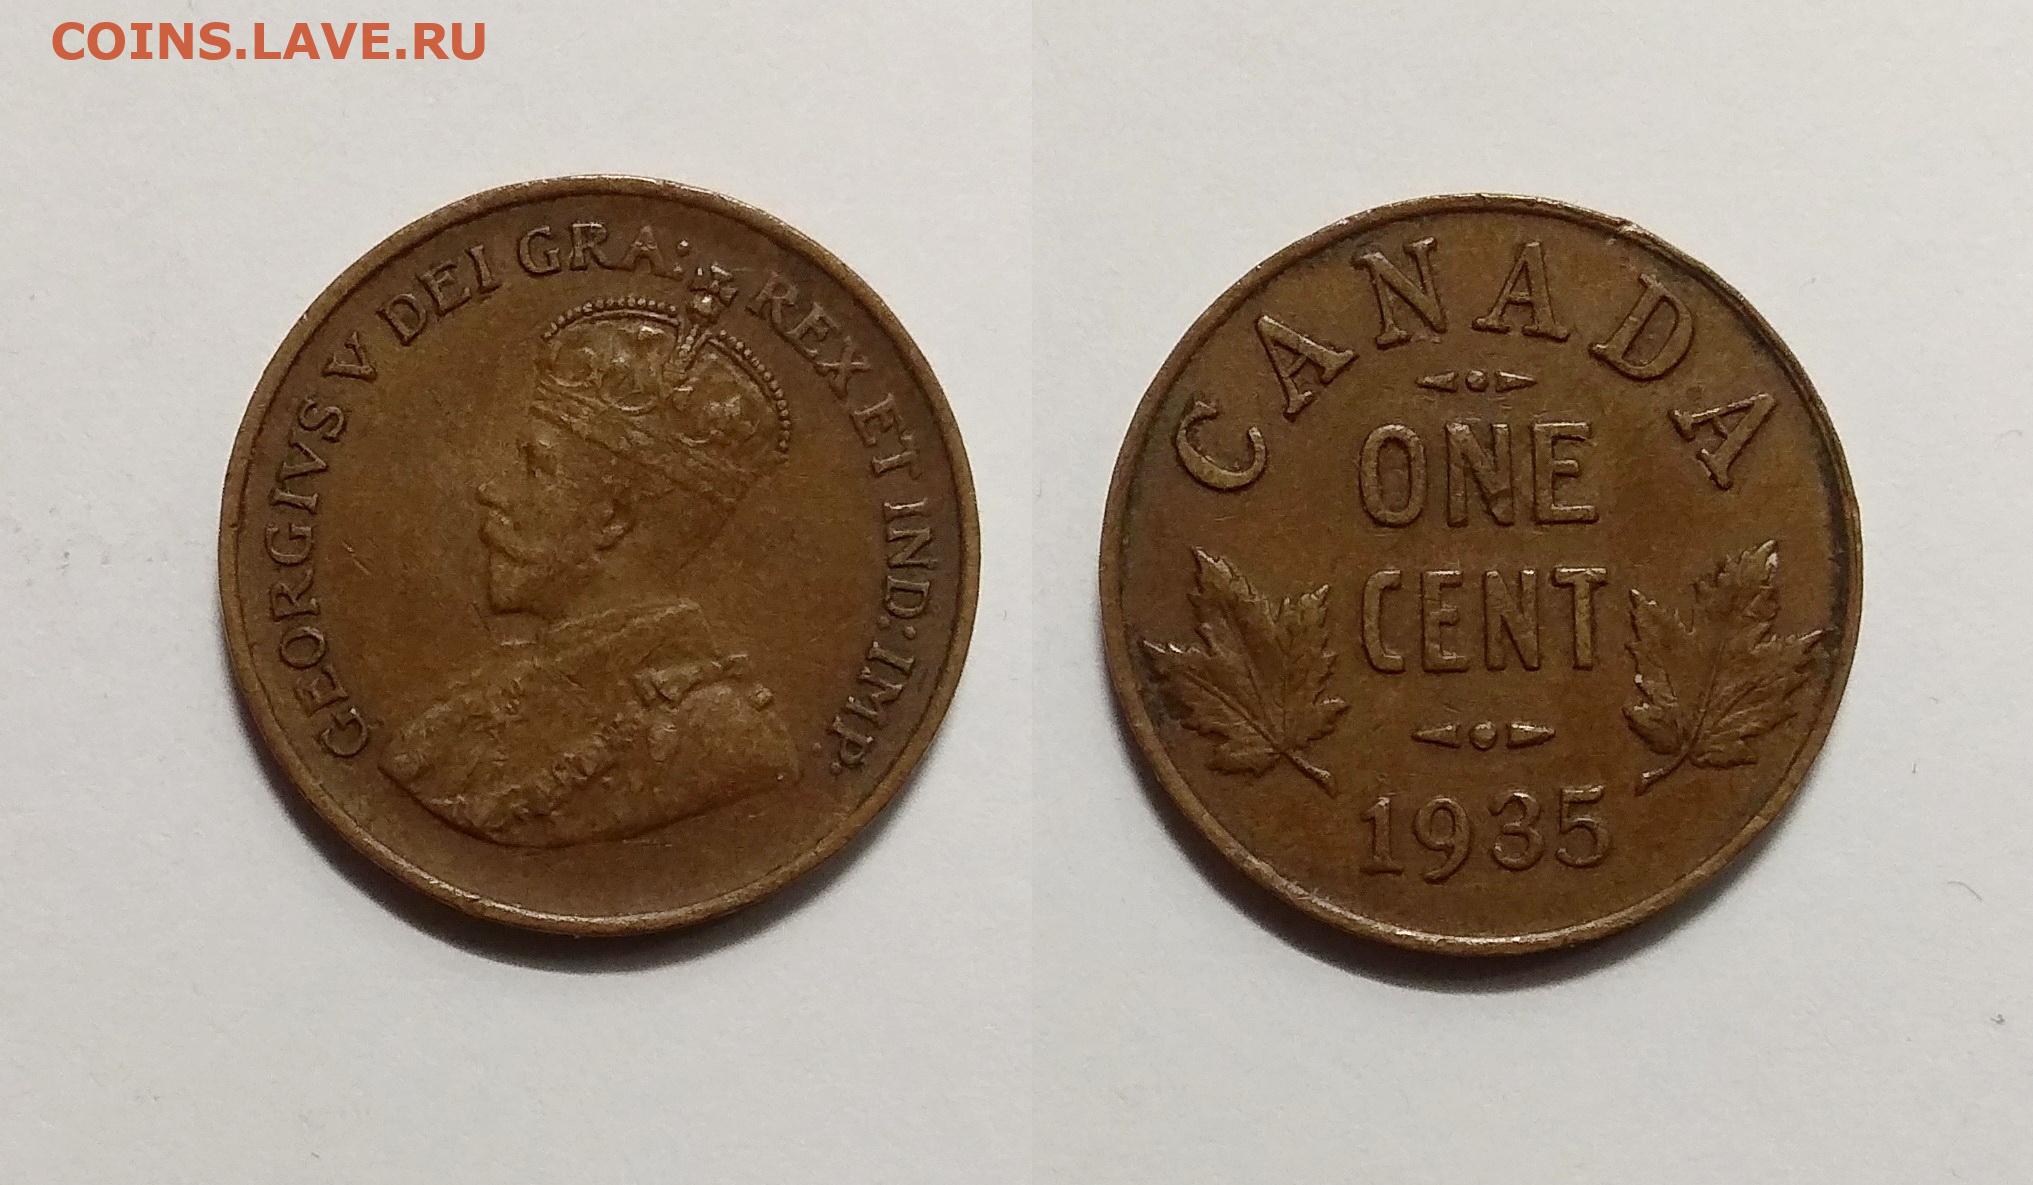 COINS.LAVE.RU
GEORGIVS V DEI GRA: REX ET IND: IMP:
CANADA
ONE
CENT
1935